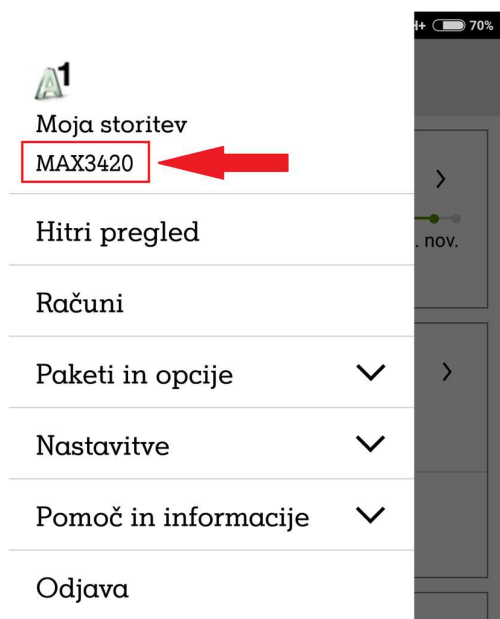 H+ 70%
A1
Moja storitev
MAX3420
Hitri pregled
. nov.
Računi
Paketi in opcije
Nastavitve
Pomoč in informacije
Odjava